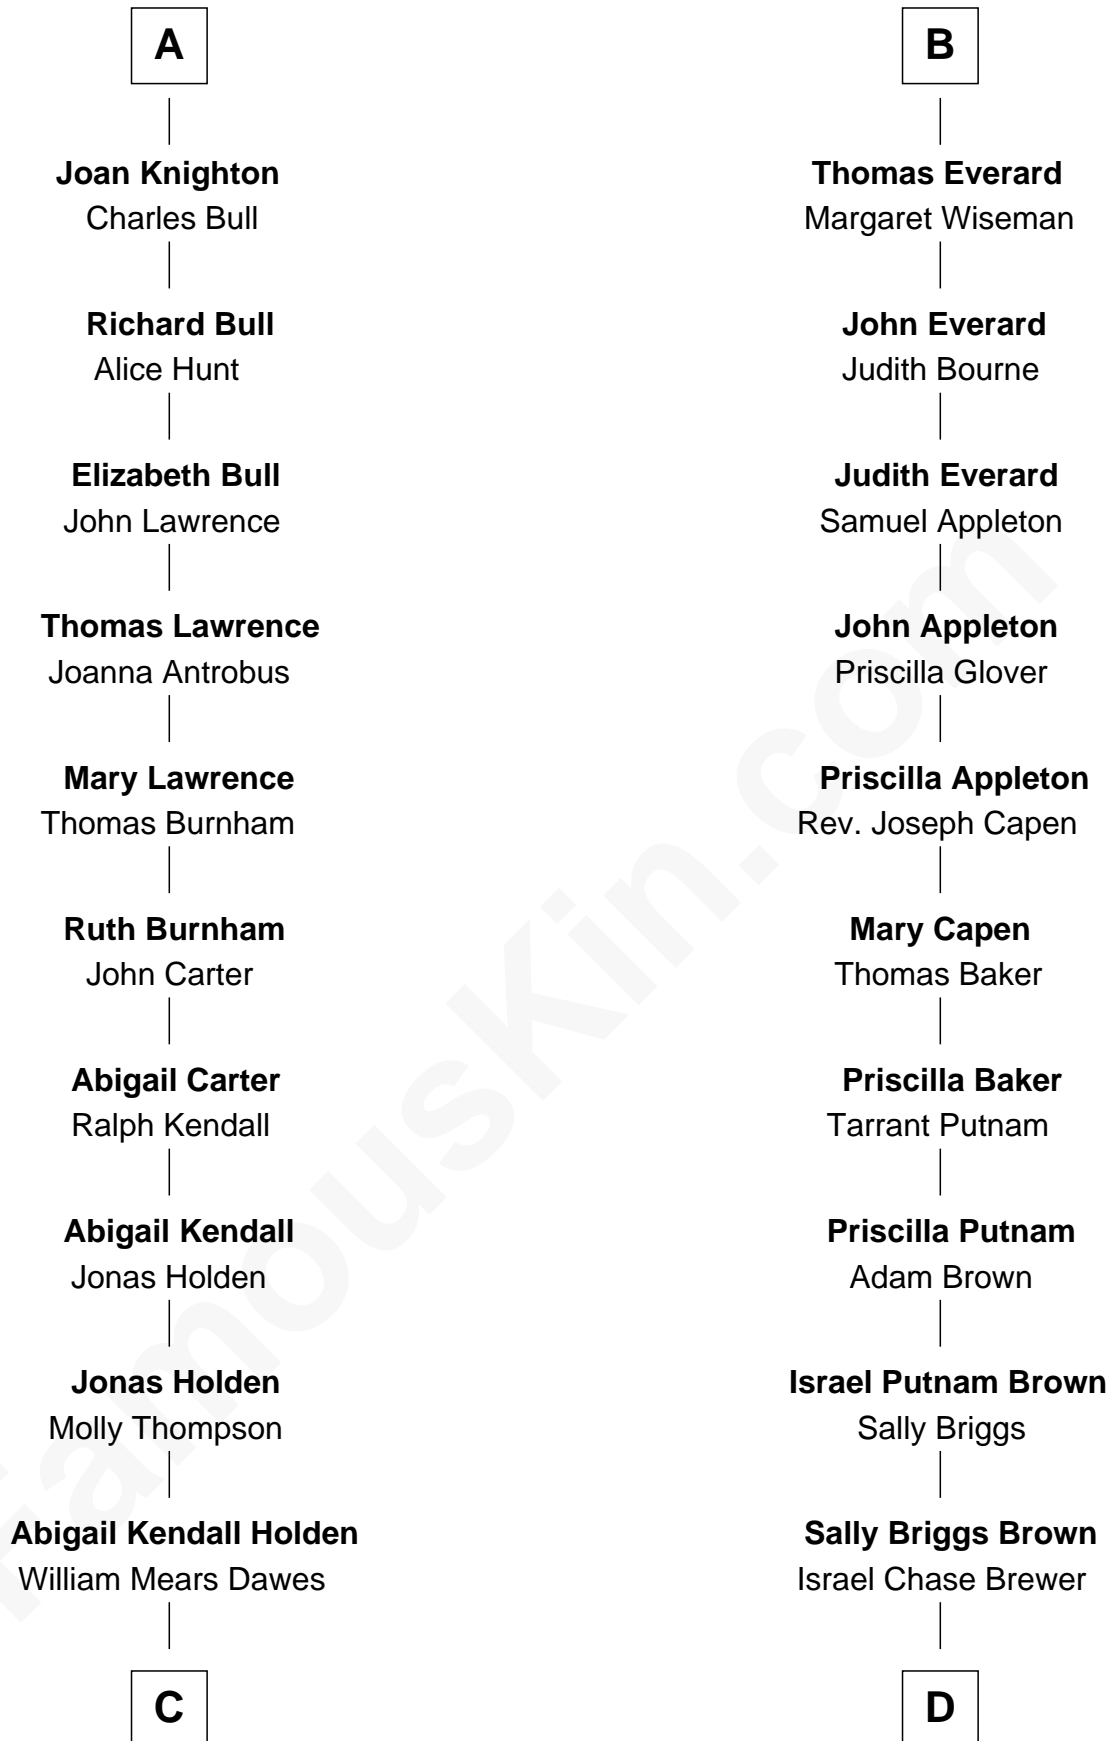 A
Joan Knighton
Charles Bull
Richard Bull
Alice Hunt
Elizabeth Bull
John Lawrence
Thomas Lawrence
Joanna Antrobus
Mary Lawrence
Thomas Burnham
Ruth Burnham
John Carter
Abigail Carter
Ralph Kendall
Abigail Kendall
Jonas Holden
Jonas Holden
Molly Thompson
Abigail Kendall Holden
William Mears Dawes
C
B
Thomas Everard
Margaret Wiseman
John Everard
Judith Bourne
Judith Everard
Samuel Appleton
John Appleton
Priscilla Glover
Priscilla Appleton
Rev. Joseph Capen
Mary Capen
Thomas Baker
Priscilla Baker
Tarrant Putnam
Priscilla Putnam
Adam Brown
Israel Putnam Brown
Sally Briggs
Sally Briggs Brown
Israel Chase Brewer
D
FamousKin.com